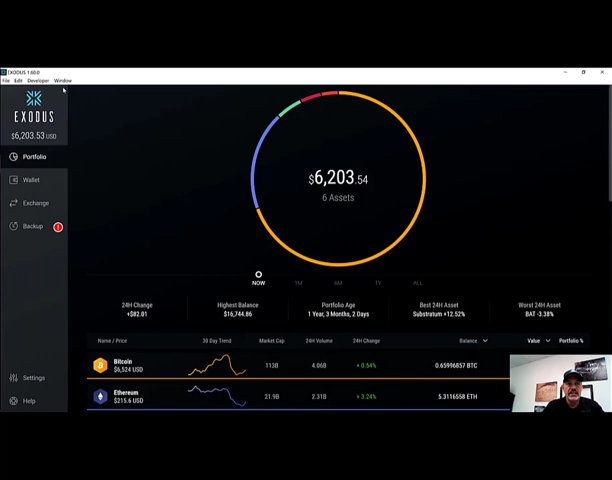 EXODUS 1.60.0
File Edit Developer Window
EXODUS
$6,203.53 USD
Portfolio
Wallet
Exchange
Backup
!
Settings
Help
$6,203.54
6 Assets
NOW 1M 6M 1Y ALL
24H Change Highest Balance Portfolio Age Best 24H Asset Worst 24H Asset
+$82.01 $16,744.86 1 Year, 3 Months, 2 Days Substratum +12.52% BAT -3.38%
Name / Price 30 Day Trend Market Cap 24H Volume 24H Change Balance Value Portfolio %
Bitcoin
$6,524 USD 113B 4.06B +0.54% 0.65996857 BTC
Ethereum
$215.6 USD 21.9B 2.31B +3.24% 5.3116558 ETH